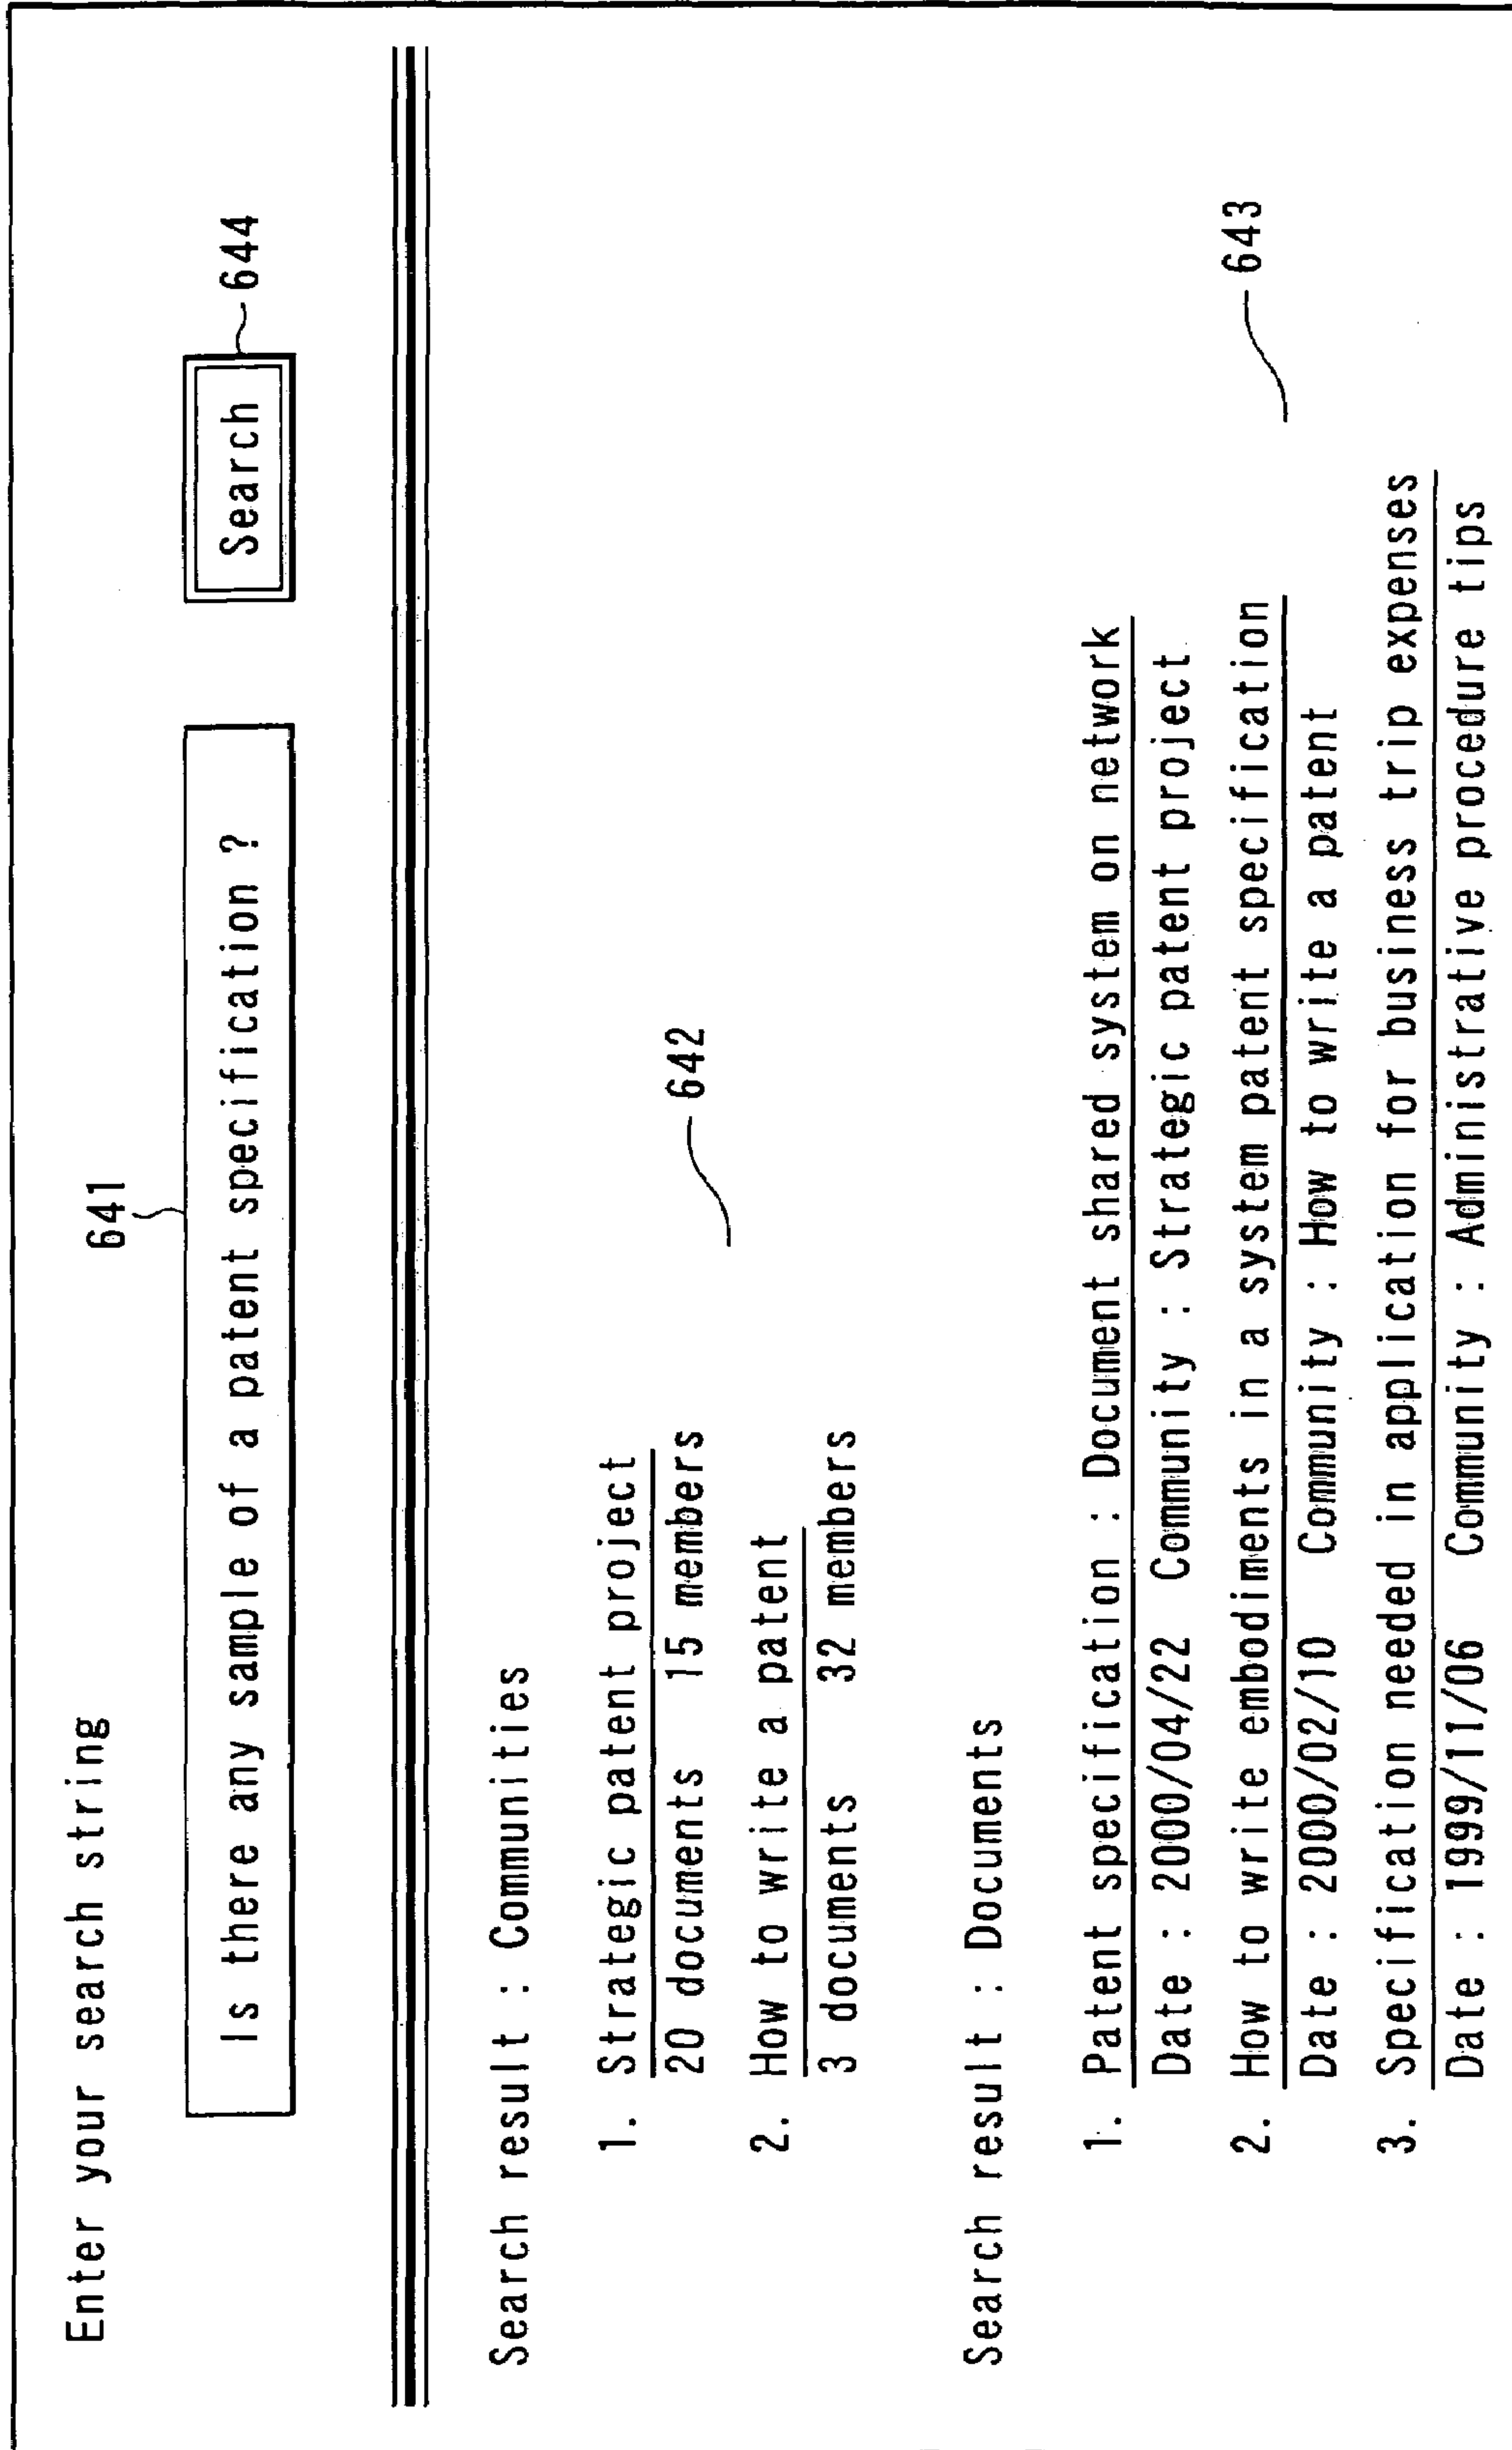 Enter your search string
641
Is there any sample of a patent specification ?
Search
644
Search result : Communities
1. Strategic patent project
20 documents 15 members
2. How to write a patent
3 documents 32 members
642
Search result : Documents
1. Patent specification : Document shared system on network
Date : 2000/04/22 Community : Strategic patent project
2. How to write embodiments in a system patent specification
Date : 2000/02/10 Community : How to write a patent
3. Specification needed in application for business trip expenses
Date : 1999/11/06 Community : Administrative procedure tips
643